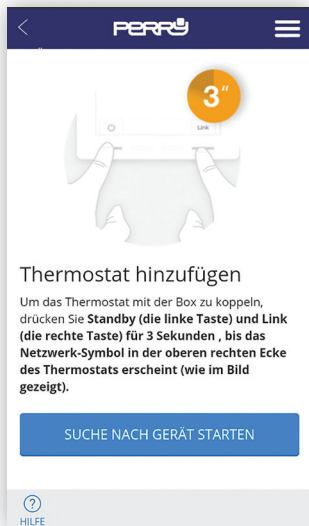 PERRY
3"
Link
Thermostat hinzufügen
Um das Thermostat mit der Box zu koppeln,
drücken Sie Standby (die linke Taste) und Link
(die rechte Taste) für 3 Sekunden , bis das
Netzwerk-Symbol in der oberen rechten Ecke
des Thermostats erscheint (wie im Bild
gezeigt).
SUCHE NACH GERÄT STARTEN
HILFE